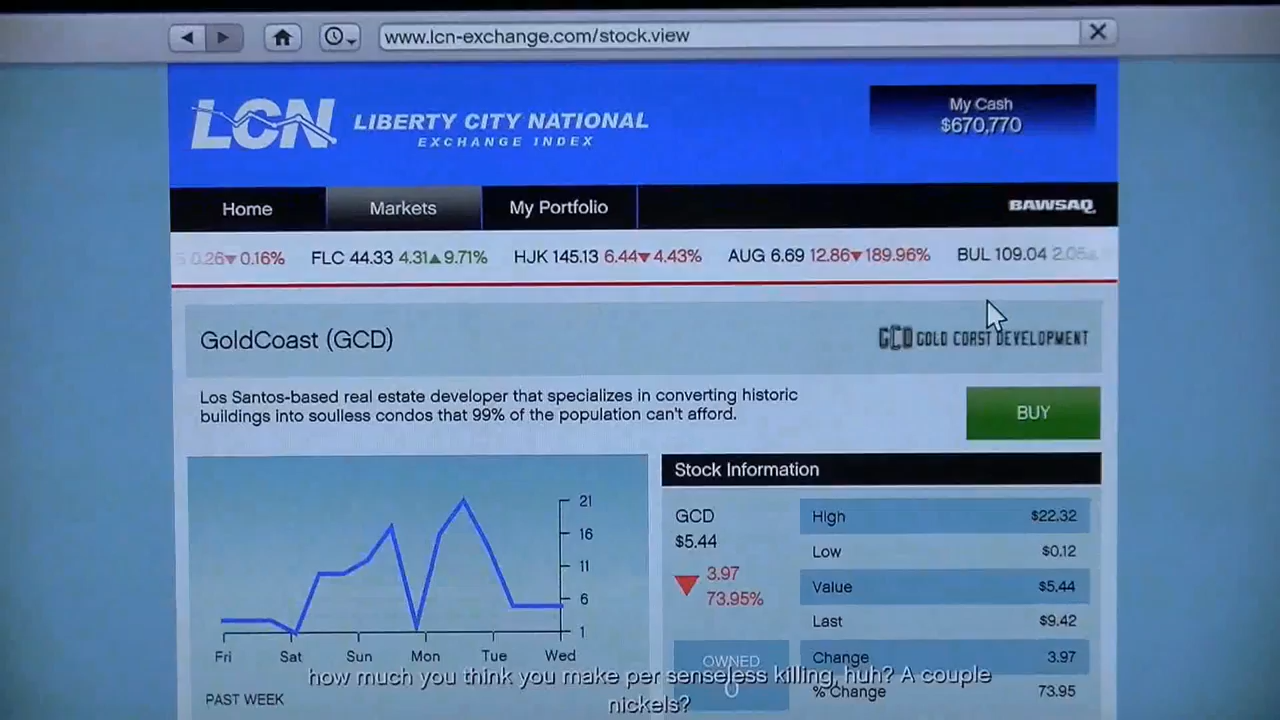 www.lcn-exchange.com/stock.view
LCN
LIBERTY CITY NATIONAL
EXCHANGE INDEX
My Cash
$670,770
Home
Markets
My Portfolio
BAWSAQ
0.26▼0.16%
FLC 44.33 4.31▲9.71%
HJK 145.13 6.44▼4.43%
AUG 6.69 12.86▼189.96%
BUL 109.04 2.05▲
GoldCoast (GCD)
GCD GOLD COAST DEVELOPMENT
Los Santos-based real estate developer that specializes in converting historic
buildings into soulless condos that 99% of the population can't afford.
BUY
21
16
11
6
1
Fri
Sat
Sun
Mon
Tue
Wed
PAST WEEK
Stock Information
GCD
$5.44
3.97
73.95%
OWNED
0
High
$22.32
Low
$0.12
Value
$5.44
Last
$9.42
Change
3.97
% Change
73.95
how much you think you make per senseless killing, huh? A couple
nickels?